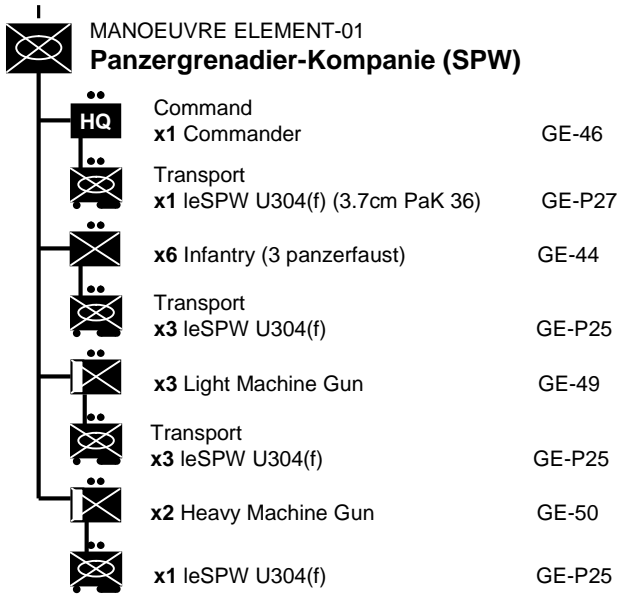 MANOEUVRE ELEMENT-01
Panzergrenadier-Kompanie (SPW)
HQ
Command
x1 Commander GE-46
Transport
x1 leSPW U304(f) (3.7cm PaK 36) GE-P27
x6 Infantry (3 panzerfaust) GE-44
Transport
x3 leSPW U304(f) GE-P25
x3 Light Machine Gun GE-49
Transport
x3 leSPW U304(f) GE-P25
x2 Heavy Machine Gun GE-50
x1 leSPW U304(f) GE-P25